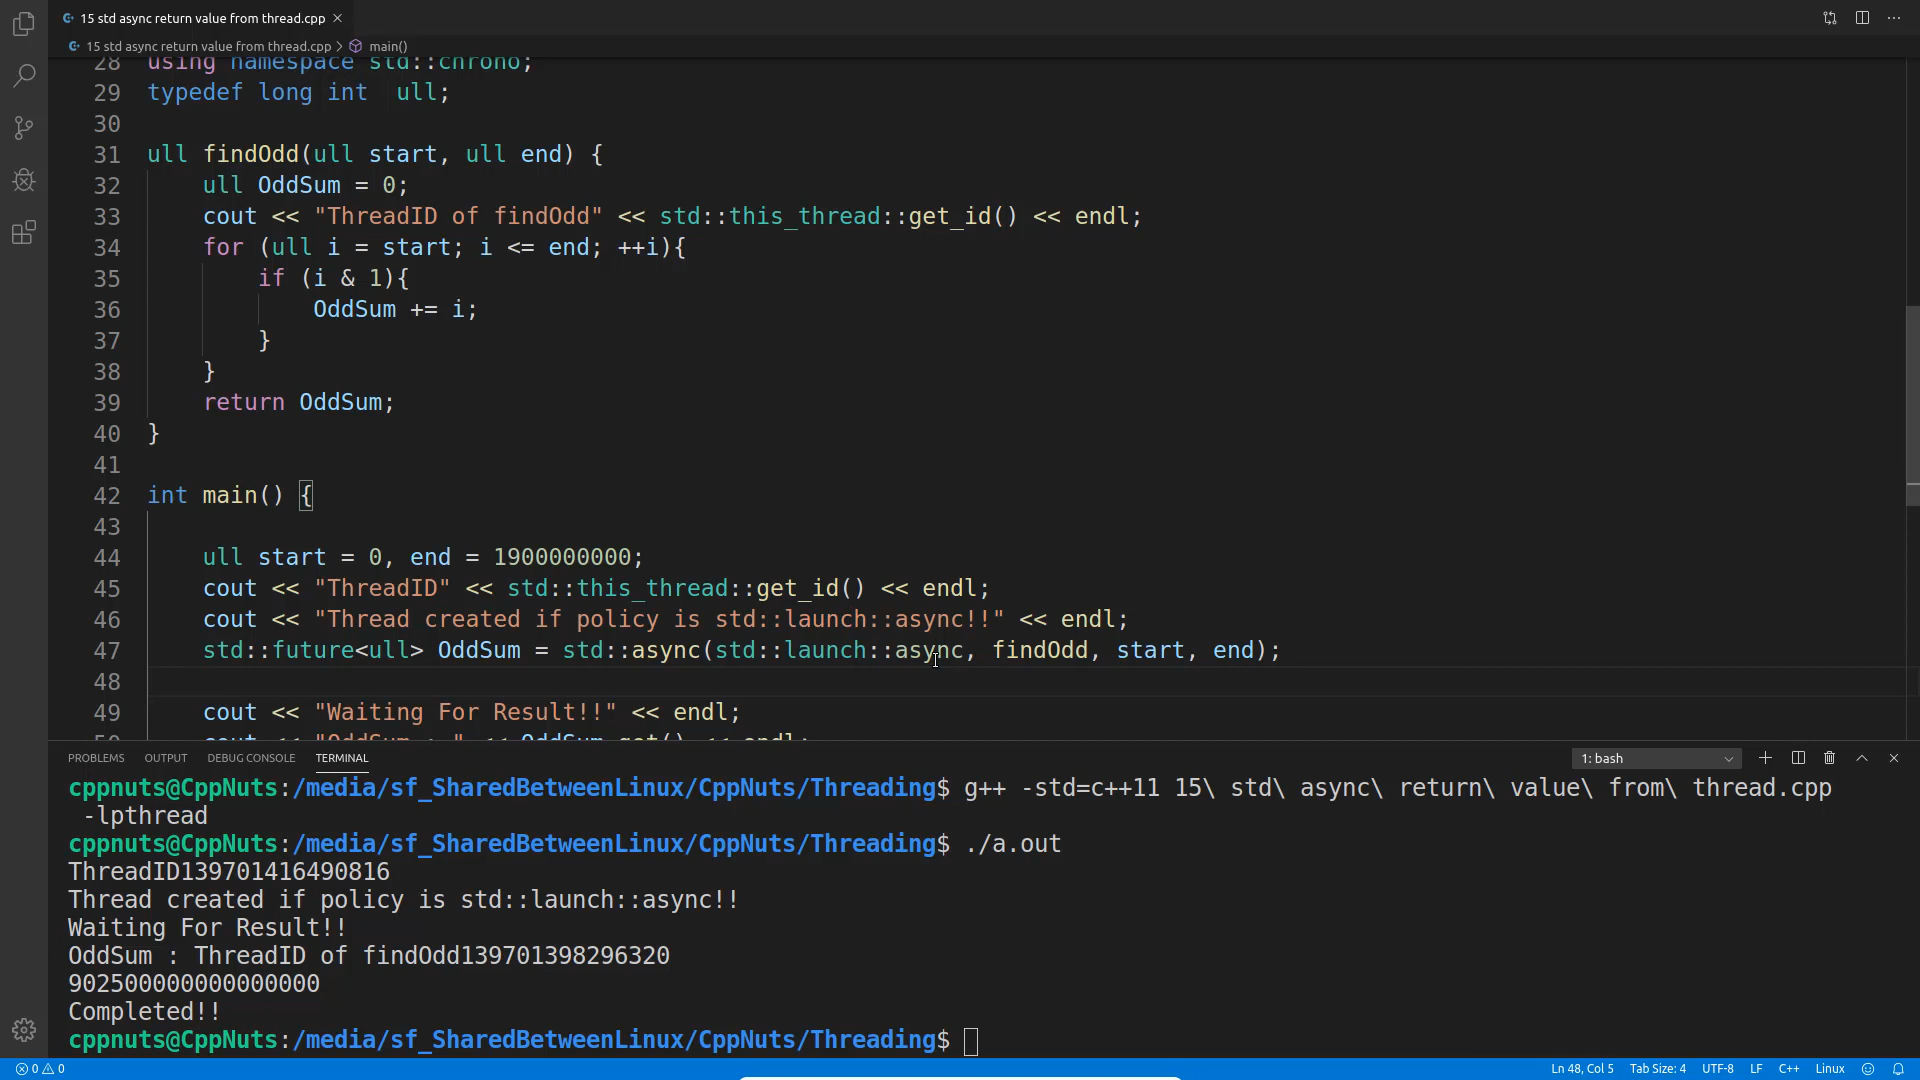 15 std async return value from thread.cpp
15 std async return value from thread.cpp > main()
28 using namespace std::chrono;
29 typedef long int  ull;
30
31 ull findOdd(ull start, ull end) {
32     ull OddSum = 0;
33     cout << "ThreadID of findOdd" << std::this_thread::get_id() << endl;
34     for (ull i = start; i <= end; ++i){
35         if (i & 1){
36             OddSum += i;
37         }
38     }
39     return OddSum;
40 }
41
42 int main() {
43
44     ull start = 0, end = 1900000000;
45     cout << "ThreadID" << std::this_thread::get_id() << endl;
46     cout << "Thread created if policy is std::launch::async!!" << endl;
47     std::future<ull> OddSum = std::async(std::launch::async, findOdd, start, end);
48
49     cout << "Waiting For Result!!" << endl;
50     cout << "OddSum : " << OddSum.get() << endl;
PROBLEMS OUTPUT DEBUG CONSOLE TERMINAL 1: bash
cppnuts@CppNuts:/media/sf_SharedBetweenLinux/CppNuts/Threading$ g++ -std=c++11 15\ std\ async\ return\ value\ from\ thread.cpp
 -lpthread
cppnuts@CppNuts:/media/sf_SharedBetweenLinux/CppNuts/Threading$ ./a.out
ThreadID139701416490816
Thread created if policy is std::launch::async!!
Waiting For Result!!
OddSum : ThreadID of findOdd139701398296320
902500000000000000
Completed!!
cppnuts@CppNuts:/media/sf_SharedBetweenLinux/CppNuts/Threading$
0 0 Ln 48, Col 5 Tab Size: 4 UTF-8 LF C++ Linux